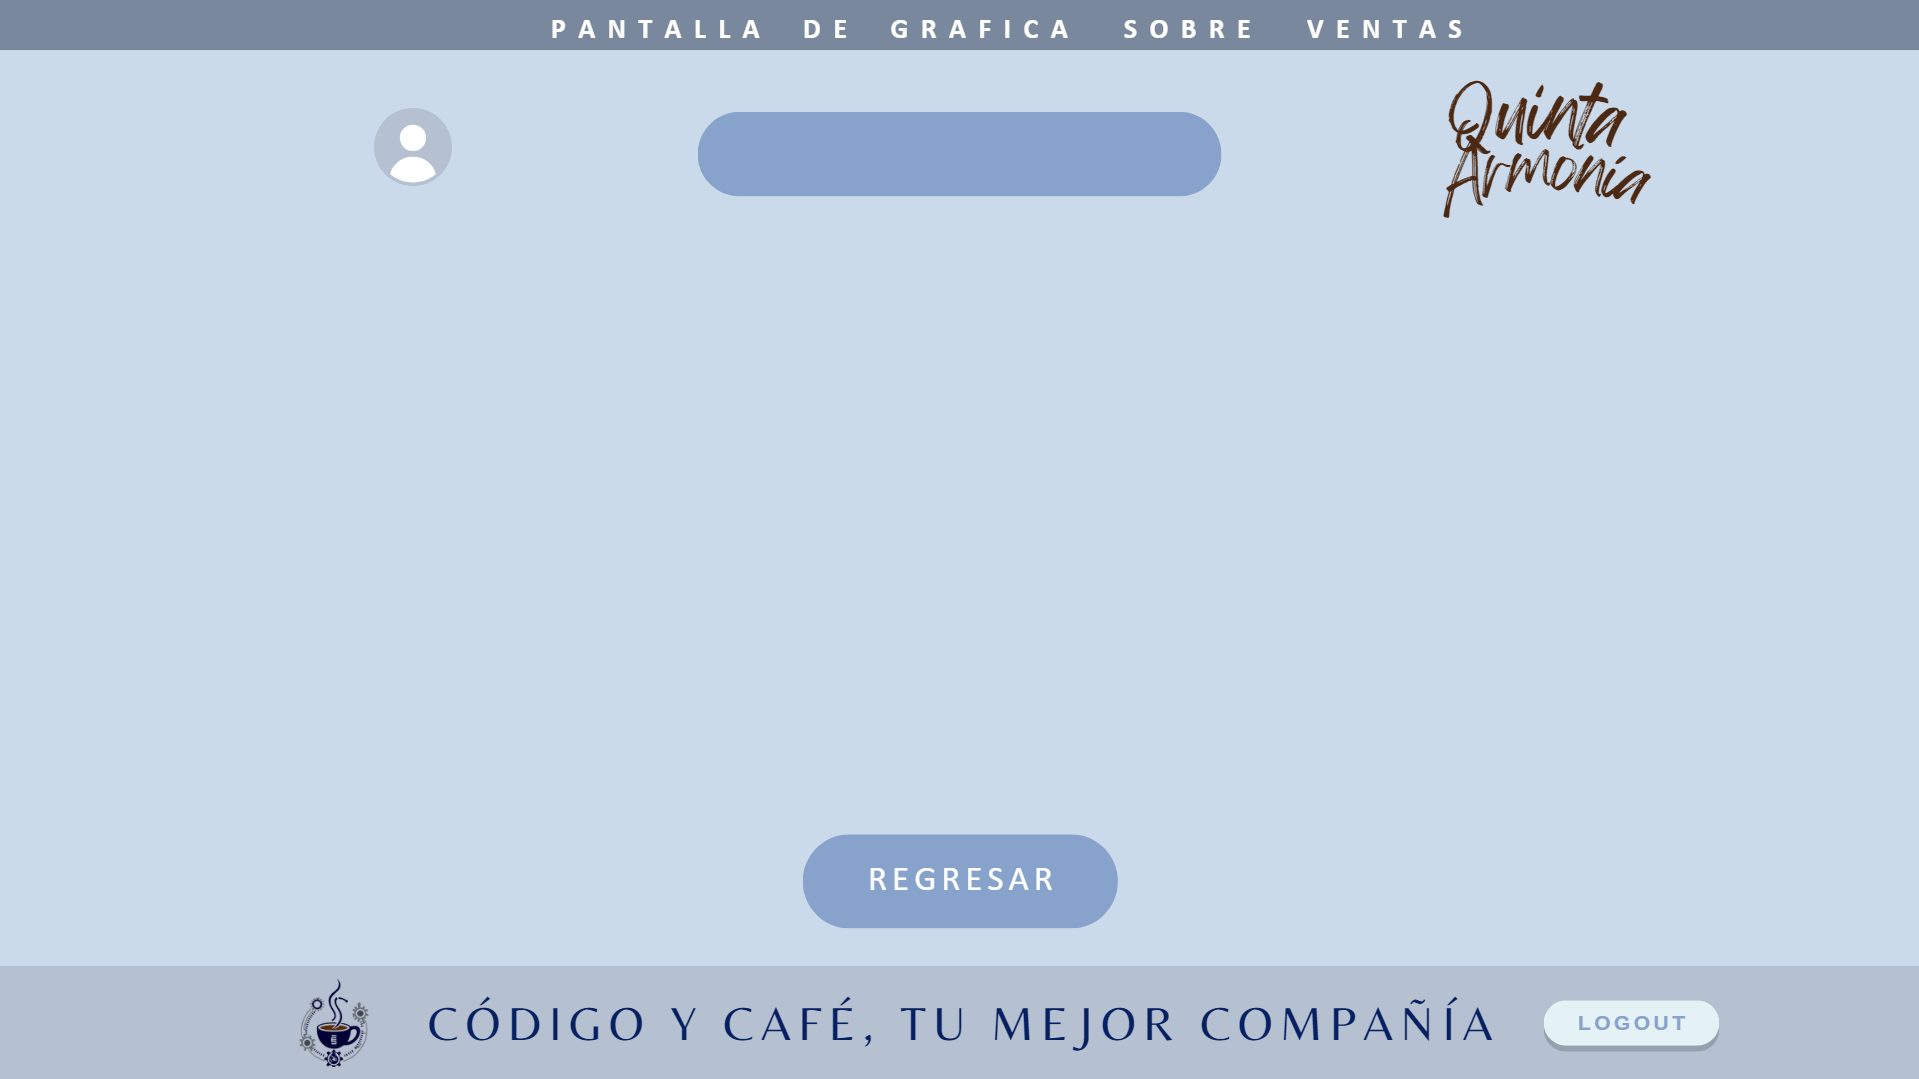 PANTALLA DE GRAFICA SOBRE VENTAS
Quinta
Armonía
REGRESAR
CÓDIGO Y CAFÉ, TU MEJOR COMPAÑÍA
LOGOUT